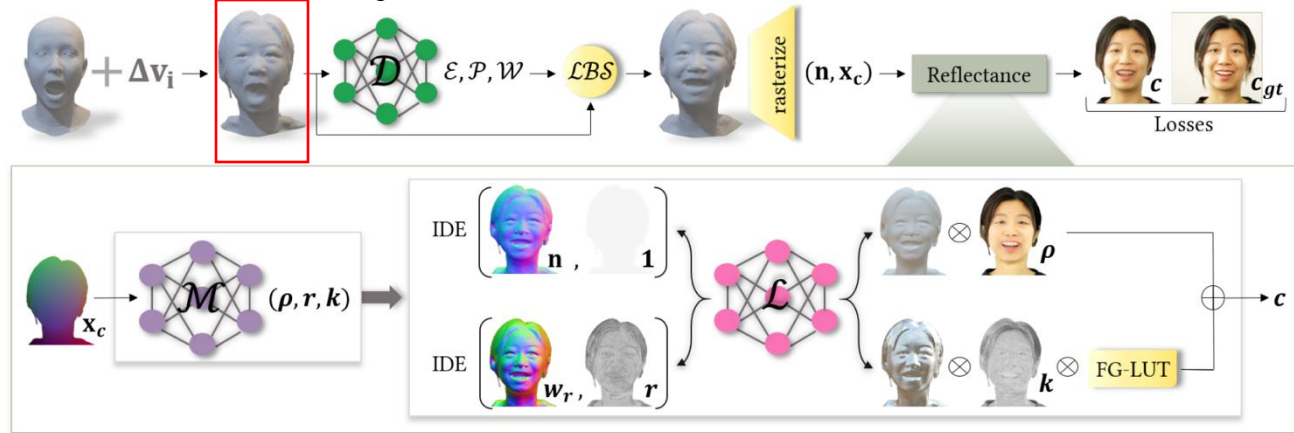 + Δv_i
𝒟
ℰ, 𝒫, 𝒲
ℒℬ𝒮
rasterize
(n, x_c)
Reflectance
c
c_gt
Losses
x_c
ℳ
(ρ, r, k)
IDE
n , 1
IDE
w_r , r
ℒ
⊗ ρ
⊗ k ⊗ FG-LUT
⊕
c